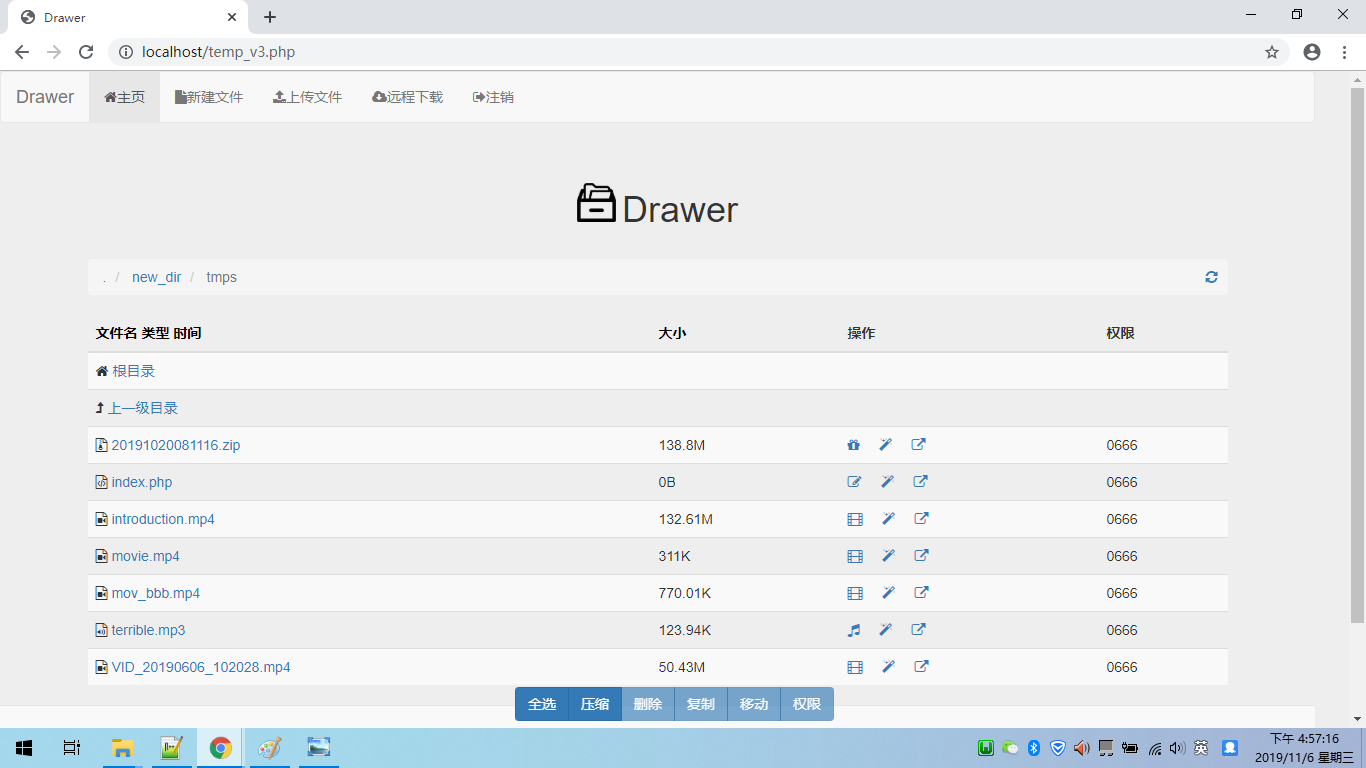 Drawer
localhost/temp_v3.php
Drawer 主页 新建文件 上传文件 远程下载 注销
Drawer
. / new_dir / tmps
文件名 类型 时间 大小 操作 权限
根目录
上一级目录
20191020081116.zip 138.8M 0666
index.php 0B 0666
introduction.mp4 132.61M 0666
movie.mp4 311K 0666
mov_bbb.mp4 770.01K 0666
terrible.mp3 123.94K 0666
VID_20190606_102028.mp4 50.43M 0666
全选 压缩 删除 复制 移动 权限
英 下午 4:57:16
2019/11/6 星期三